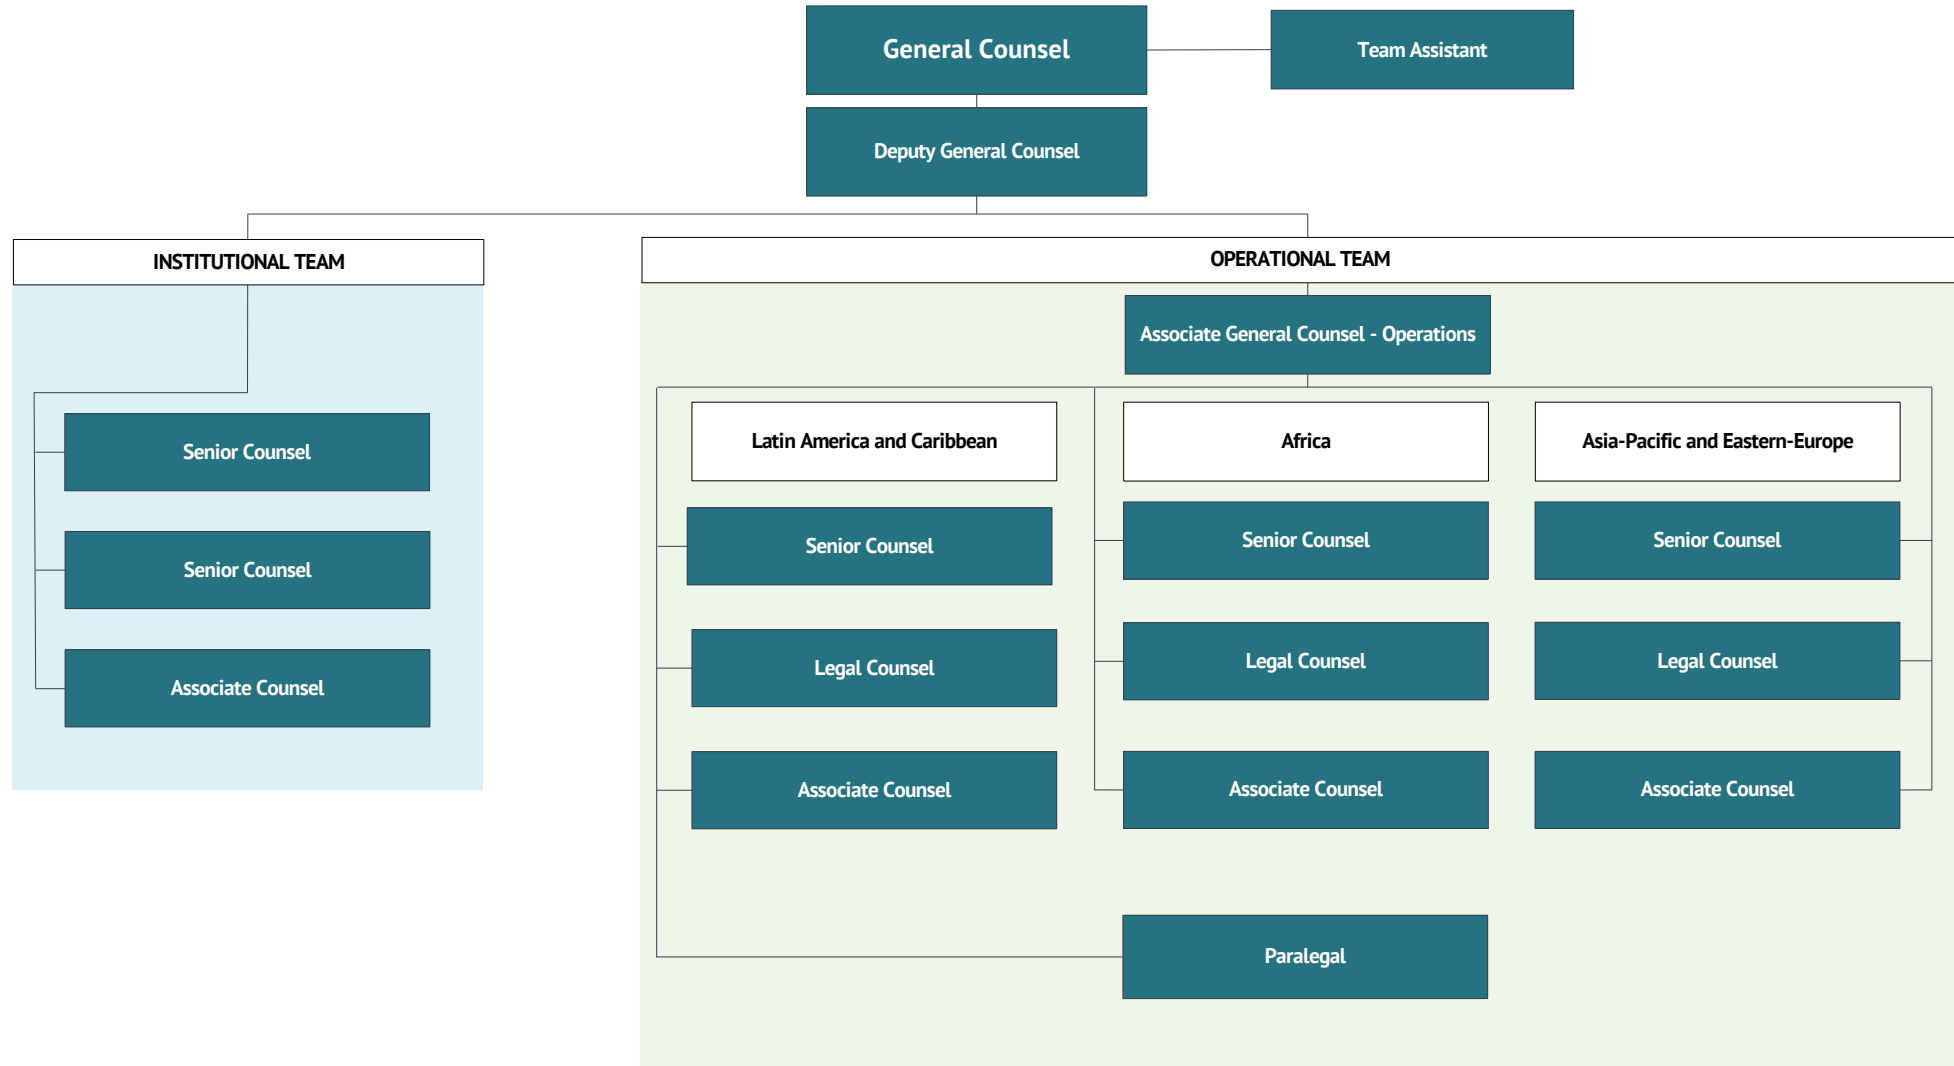 General Counsel
Team Assistant
Deputy General Counsel
INSTITUTIONAL TEAM
OPERATIONAL TEAM
Associate General Counsel - Operations
Latin America and Caribbean
Africa
Asia-Pacific and Eastern-Europe
Senior Counsel
Senior Counsel
Associate Counsel
Senior Counsel
Legal Counsel
Associate Counsel
Senior Counsel
Legal Counsel
Associate Counsel
Senior Counsel
Legal Counsel
Associate Counsel
Paralegal